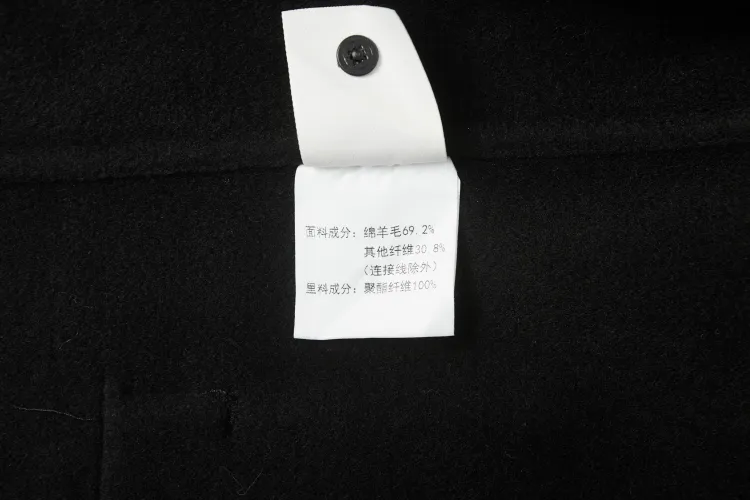 面料成分：绵羊毛69.2%
其他纤维30.8%
（连接线除外）
里料成分：聚酯纤维100%